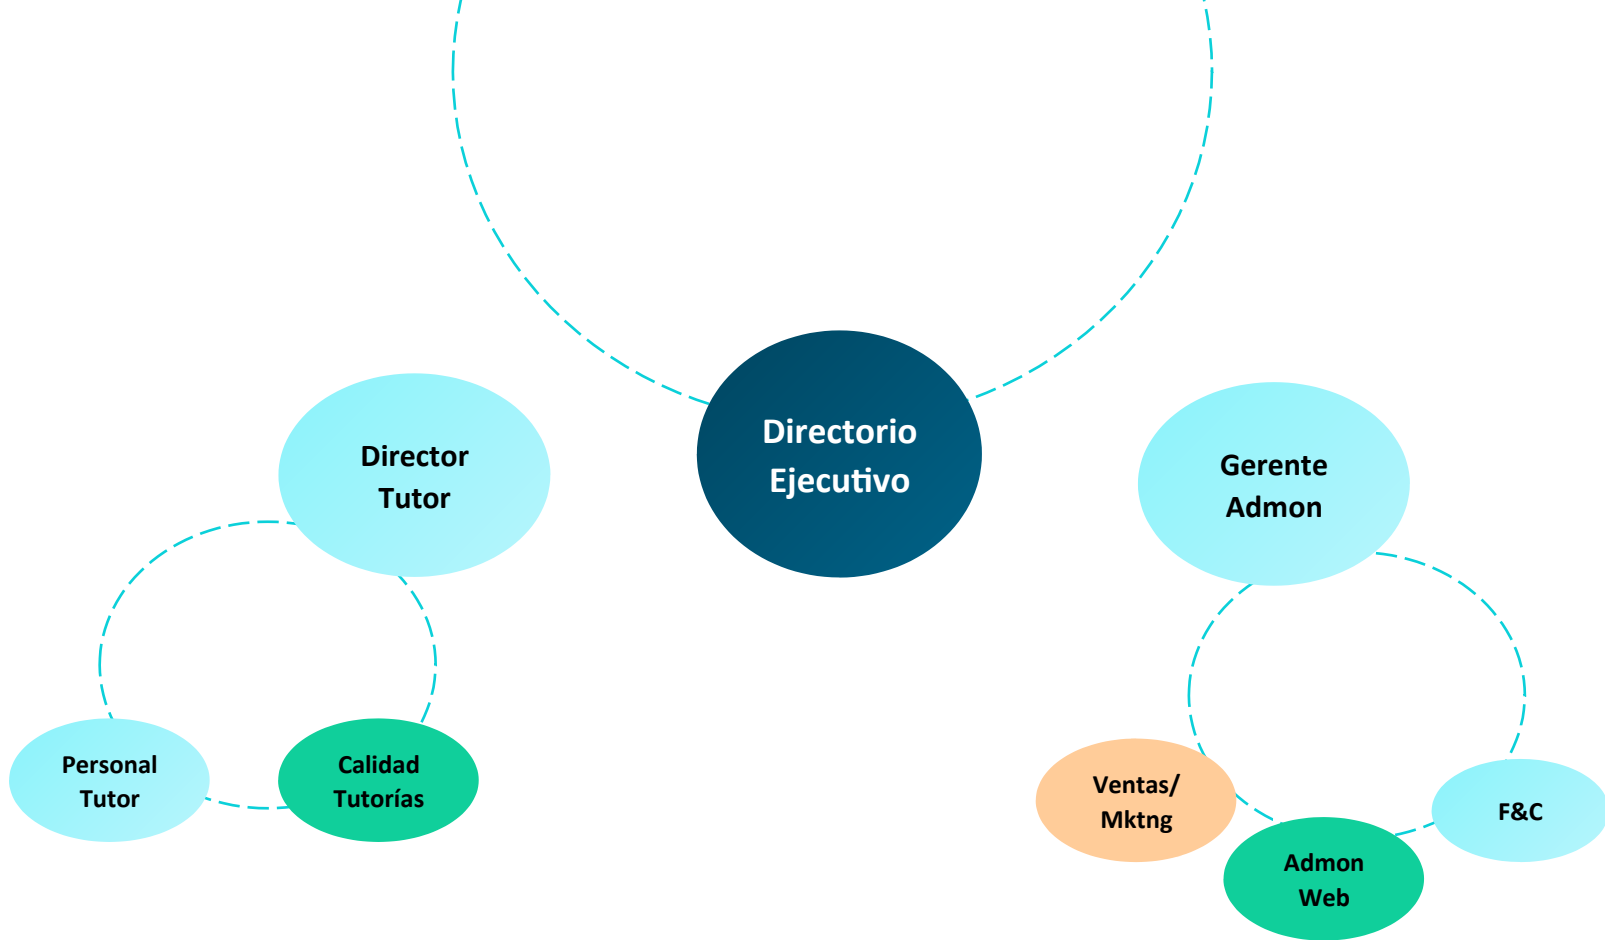 Directorio
Ejecutivo
Director
Tutor
Gerente
Admon
Personal
Tutor
Calidad
Tutorías
Ventas/
Mktng
Admon
Web
F&C